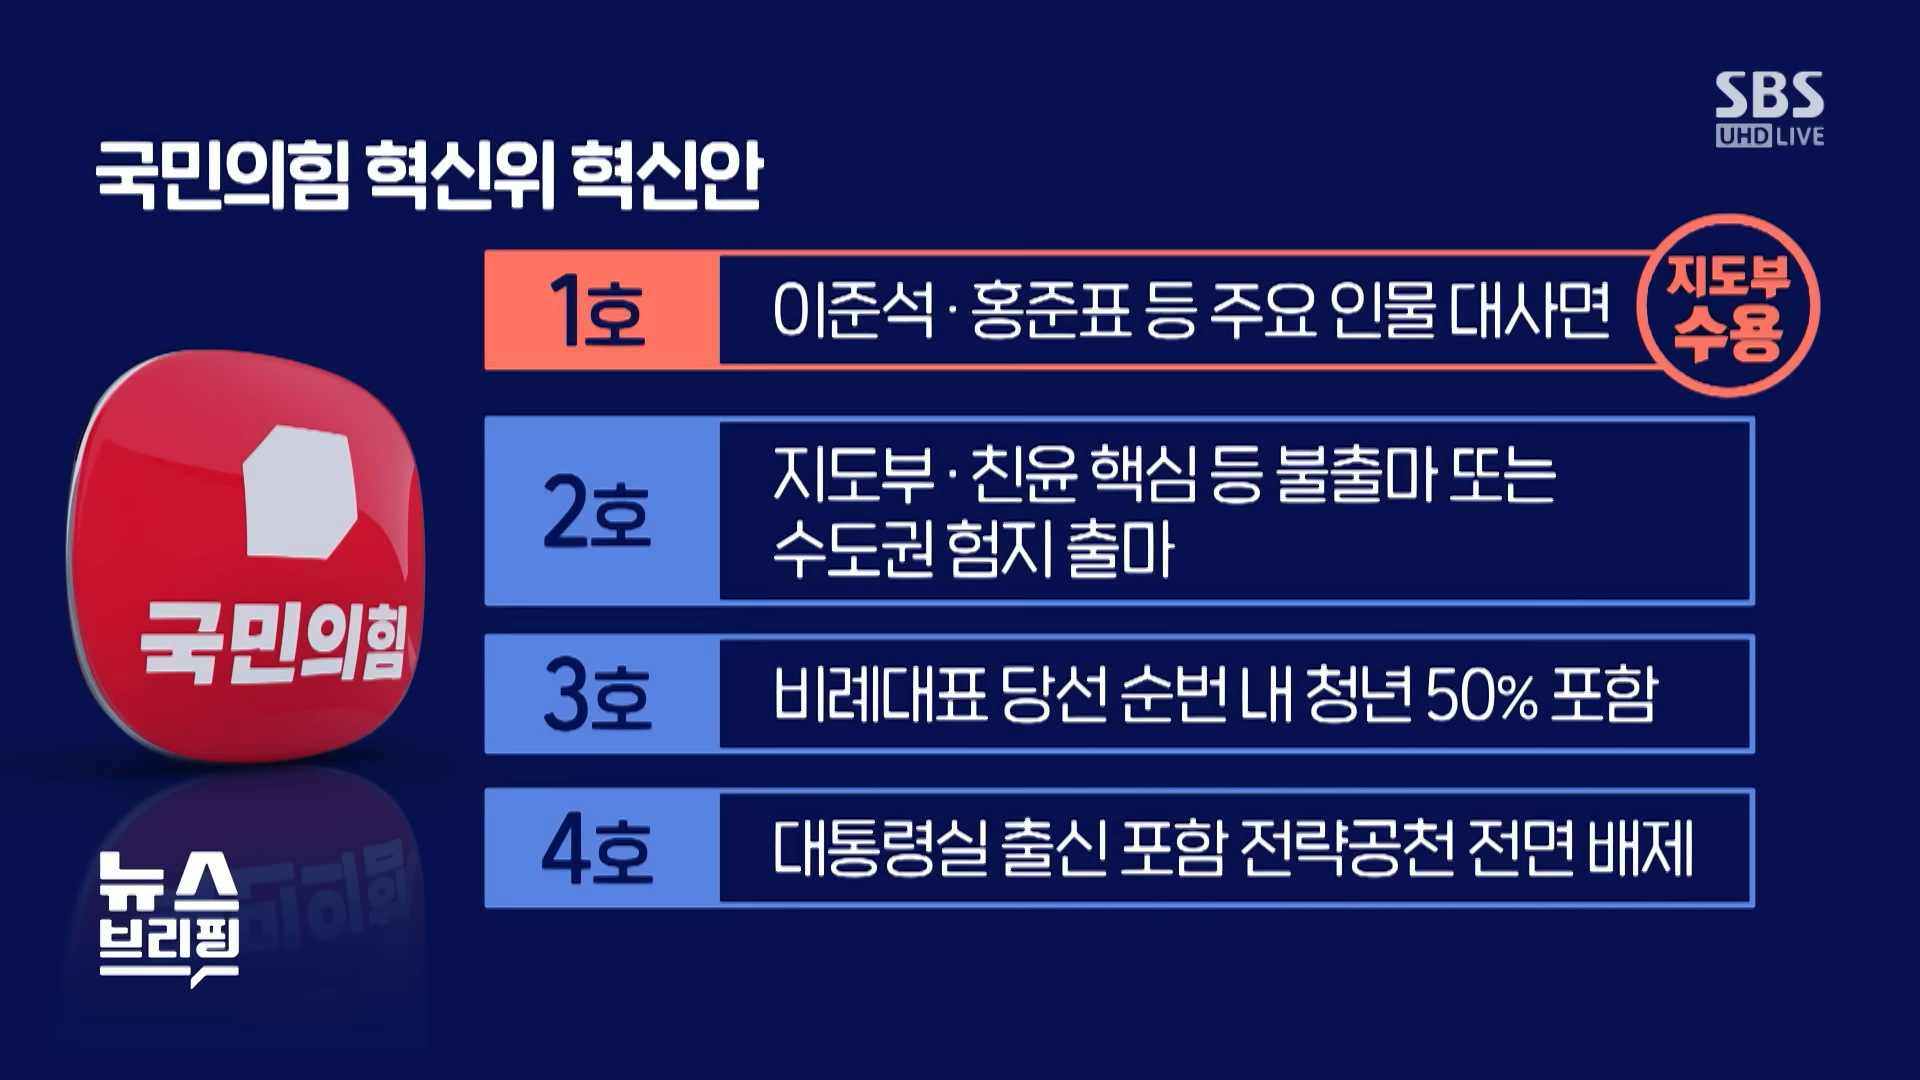 SBS
UHD LIVE
국민의힘 혁신위 혁신안
1호
이준석·홍준표 등 주요 인물 대사면
지도부
수용
2호
지도부·친윤 핵심 등 불출마 또는
수도권 험지 출마
3호
비례대표 당선 순번 내 청년 50% 포함
4호
대통령실 출신 포함 전략공천 전면 배제
국민의힘
뉴스
브리핑